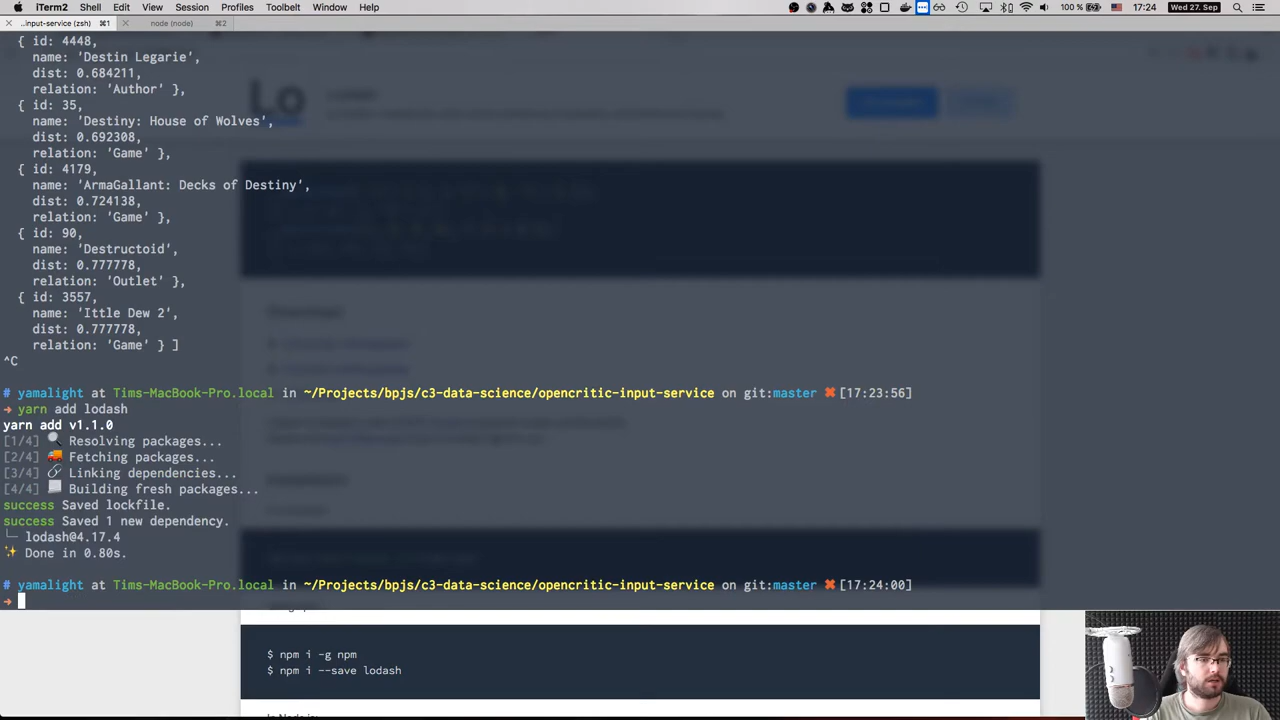 iTerm2 Shell Edit View Session Profiles Toolbelt Window Help 100 % 17:24 Wed 27. Sep
..input-service (zsh) ⌘1 node (node) ⌘2
{ id: 4448,
name: 'Destin Legarie',
dist: 0.684211,
relation: 'Author' },
{ id: 35,
name: 'Destiny: House of Wolves',
dist: 0.692308,
relation: 'Game' },
{ id: 4179,
name: 'ArmaGallant: Decks of Destiny',
dist: 0.724138,
relation: 'Game' },
{ id: 90,
name: 'Destructoid',
dist: 0.777778,
relation: 'Outlet' },
{ id: 3557,
name: 'Ittle Dew 2',
dist: 0.777778,
relation: 'Game' } ]
^C
# yamalight at Tims-MacBook-Pro.local in ~/Projects/bpjs/c3-data-science/opencritic-input-service on git:master ✖ [17:23:56]
➜ yarn add lodash
yarn add v1.1.0
[1/4] 🔍 Resolving packages...
[2/4] 🚚 Fetching packages...
[3/4] 🔗 Linking dependencies...
[4/4] 📃 Building fresh packages...
success Saved lockfile.
success Saved 1 new dependency.
└─ lodash@4.17.4
✨ Done in 0.80s.
# yamalight at Tims-MacBook-Pro.local in ~/Projects/bpjs/c3-data-science/opencritic-input-service on git:master ✖ [17:24:00]
➜
$ npm i -g npm
$ npm i --save lodash